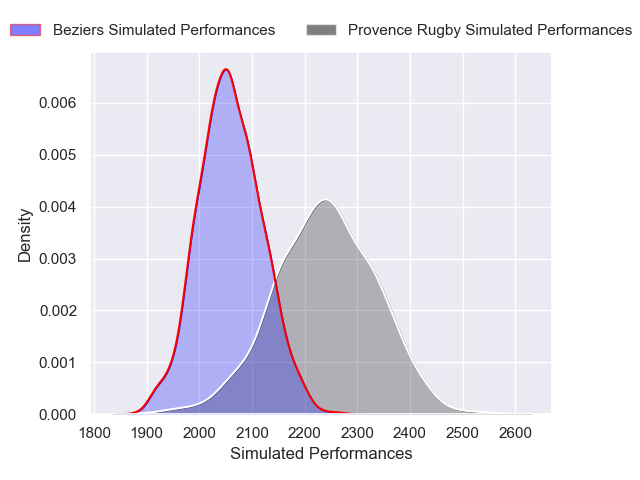 Beziers Simulated Performances Provence Rugby Simulated Performances
0.006
0.005
0.004
0.003
0.002
0.001
0.000
Density
1800 1900 2000 2100 2200 2300 2400 2500 2600
Simulated Performances